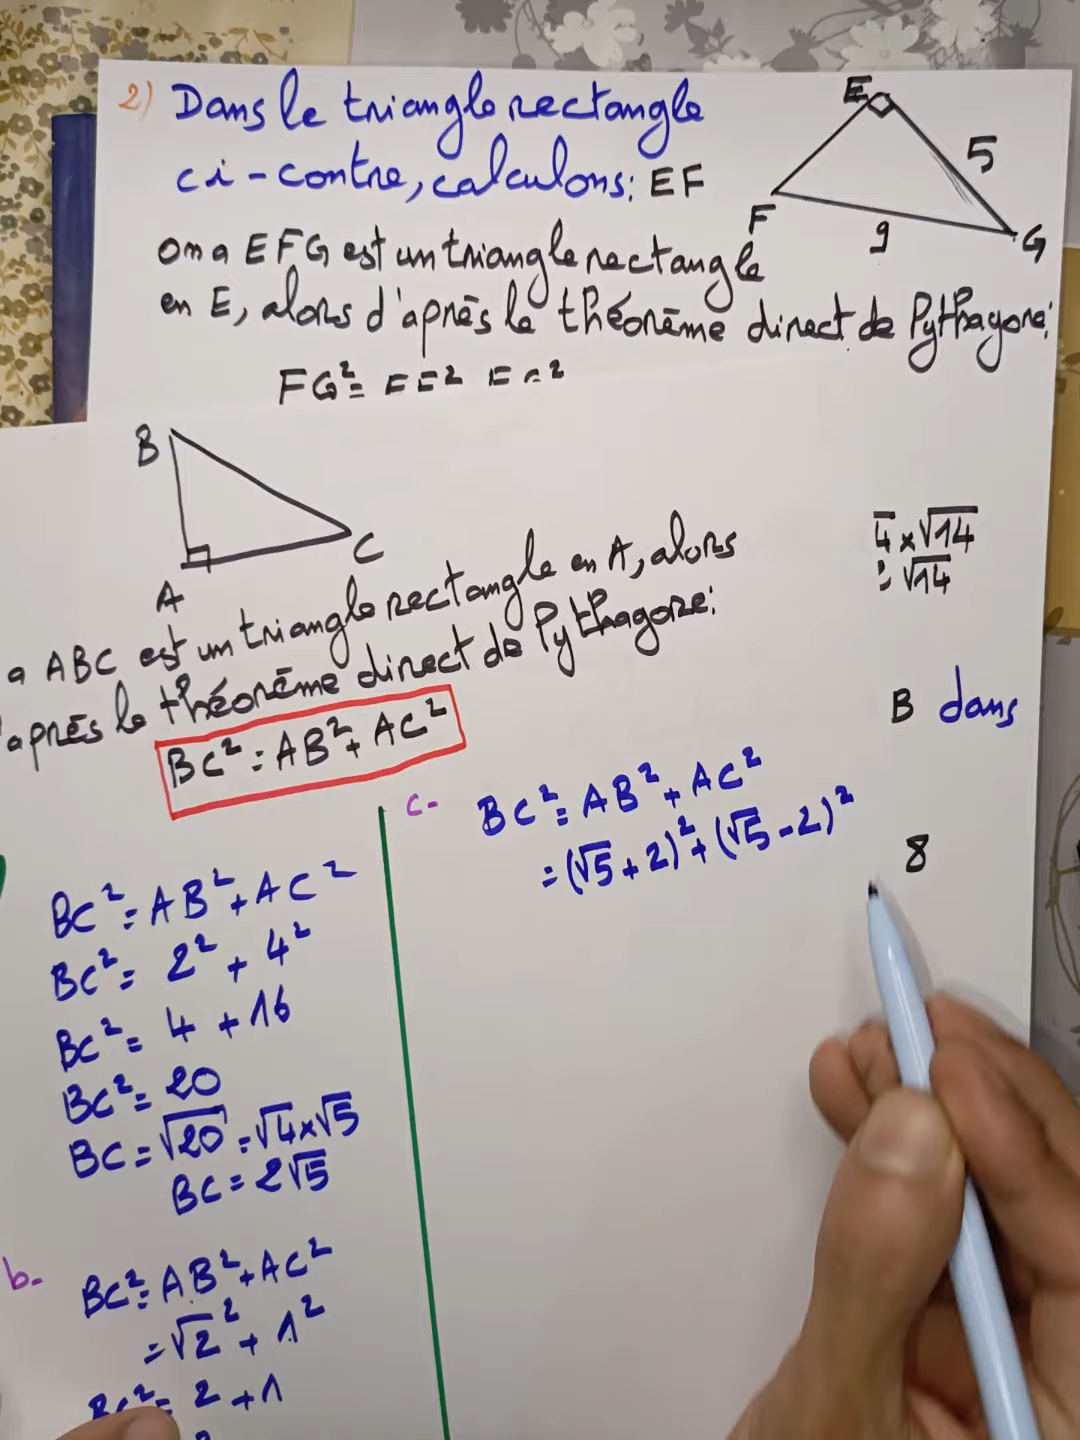 2) Dans le triangle rectangle
ci-contre, calculons: EF
E
5
F
9
G
on a EFG est un triangle rectangle
en E, alors d'après le théorème direct de Pythagore:
FG²=
B
A
C
√14
=√14
a ABC est un triangle rectangle en A, alors
après le théorème direct de Pythagore:
BC²=AB²+AC²
B dans
8
BC²=AB²+AC²
BC²= 2² + 4²
BC²= 4 + 16
BC²= 20
BC=√20=√4×√5
BC=2√5
b-
BC²=AB²+AC²
=√2²+1²
BC²= 2+1
c-
BC²=AB²+AC²
=(√5+2)²+(√5-2)²